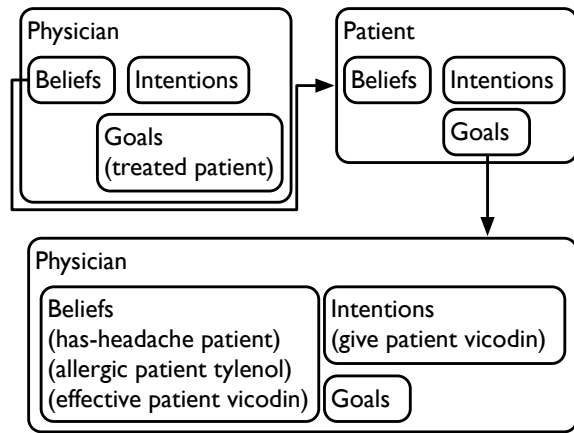 Physician
Beliefs
Intentions
Goals
(treated patient)
Patient
Beliefs
Intentions
Goals
Physician
Beliefs
(has-headache patient)
(allergic patient tylenol)
(effective patient vicodin)
Intentions
(give patient vicodin)
Goals